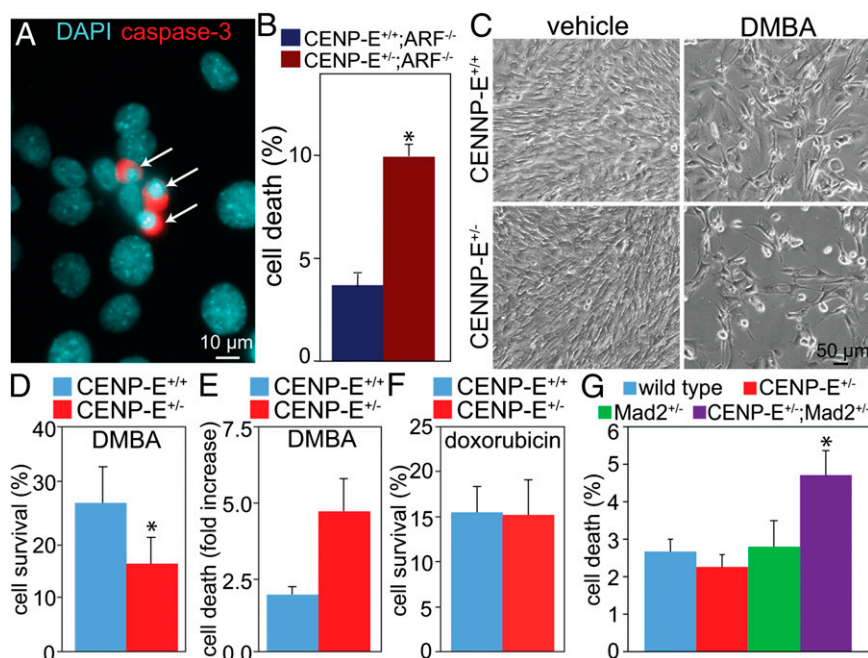 A
DAPI caspase-3
10 µm
B
CENP-E+/+;ARF-/-
CENP-E+/-;ARF-/-
cell death (%)
10
5
0
*
C
vehicle
DMBA
CENNP-E+/+
CENNP-E+/-
50 µm
D
CENP-E+/+
CENP-E+/-
DMBA
cell survival (%)
40
30
20
10
0
*
E
CENP-E+/+
CENP-E+/-
DMBA
cell death (fold increase)
7.5
5.0
2.5
0.0
F
CENP-E+/+
CENP-E+/-
doxorubicin
cell survival (%)
25
20
15
10
5
0
G
wild type
CENP-E+/-
Mad2+/-
CENP-E+/-;Mad2+/-
cell death (%)
6
5
4
3
2
1
0
*